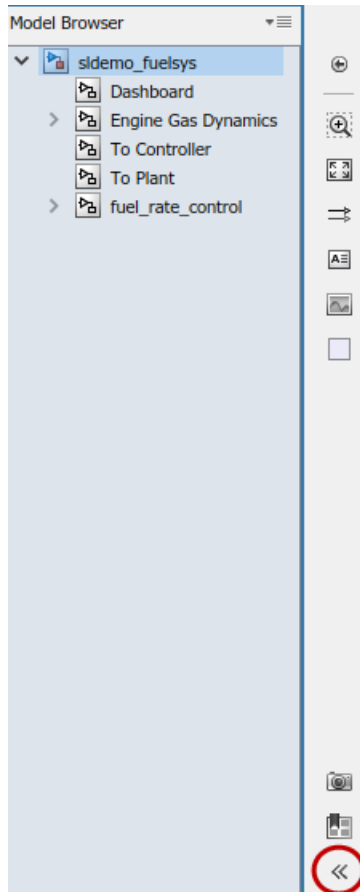 Model Browser
sldemo_fuelsys
Dashboard
Engine Gas Dynamics
To Controller
To Plant
fuel_rate_control